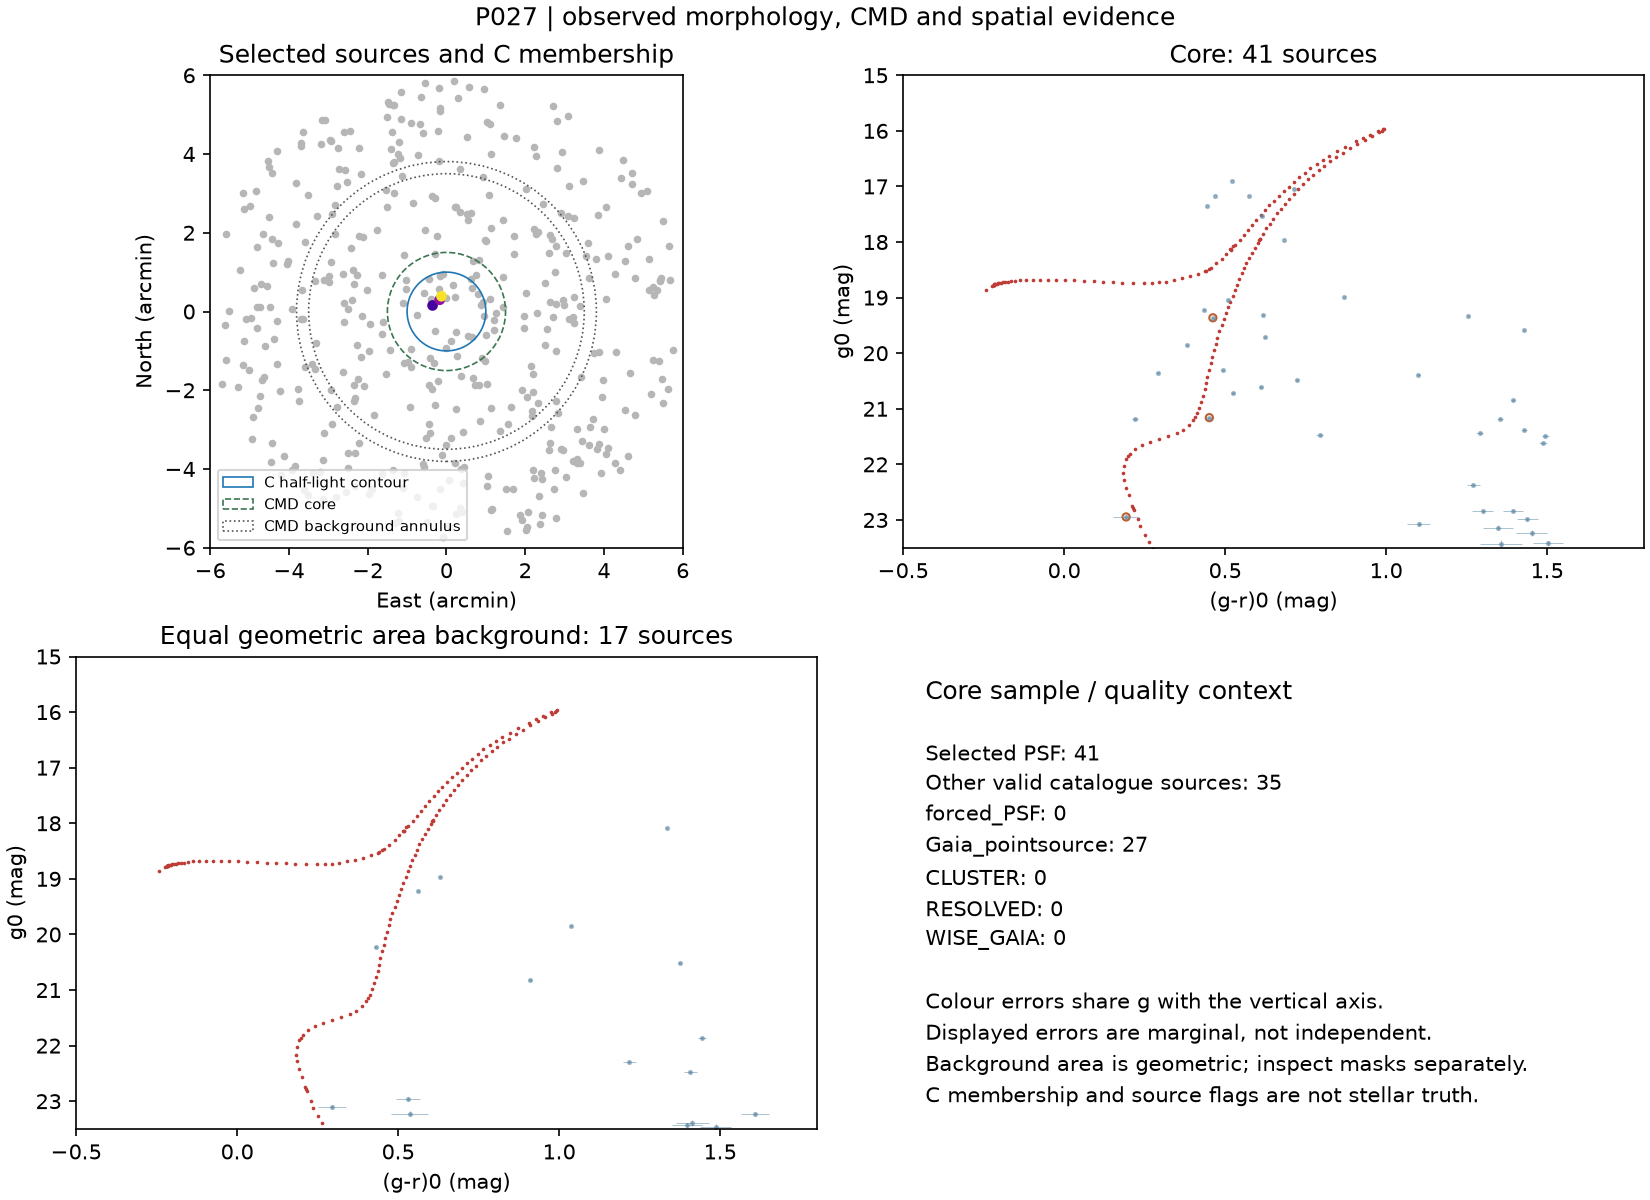 P027 | observed morphology, CMD and spatial evidence
Selected sources and C membership
6
4
2
0
−2
−4
−6
North (arcmin)
C half-light contour
CMD core
CMD background annulus
−6 −4 −2 0 2 4 6
East (arcmin)
Core: 41 sources
15
16
17
18
19
20
21
22
23
g0 (mag)
−0.5 0.0 0.5 1.0 1.5
(g-r)0 (mag)
Equal geometric area background: 17 sources
15
16
17
18
19
20
21
22
23
g0 (mag)
−0.5 0.0 0.5 1.0 1.5
(g-r)0 (mag)
Core sample / quality context
Selected PSF: 41
Other valid catalogue sources: 35
forced_PSF: 0
Gaia_pointsource: 27
CLUSTER: 0
RESOLVED: 0
WISE_GAIA: 0
Colour errors share g with the vertical axis.
Displayed errors are marginal, not independent.
Background area is geometric; inspect masks separately.
C membership and source flags are not stellar truth.